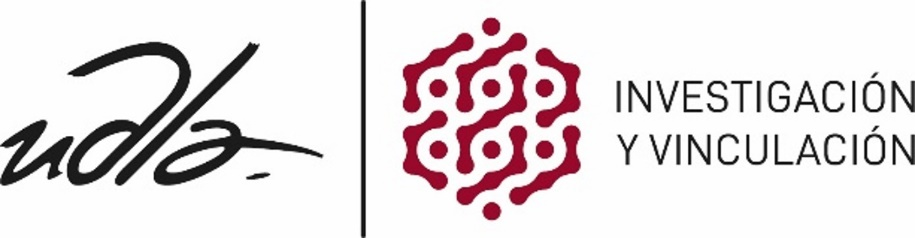 udla-
INVESTIGACIÓN
Y VINCULACIÓN